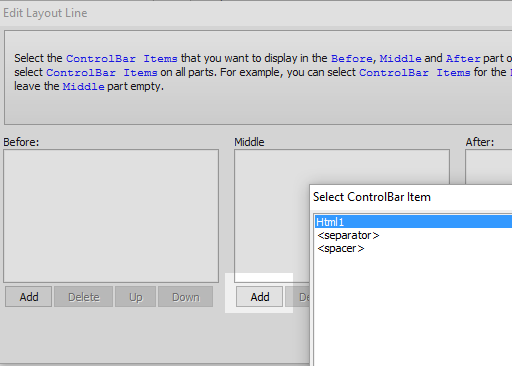 Edit Layout Line
Select the ControlBar Items that you want to display in the Before, Middle and After part o
select ControlBar Items on all parts. For example, you can select ControlBar Items for the
leave the Middle part empty.
Before:
Middle
After:
Select ControlBar Item
Html1
<separator>
<spacer>
Add
Delete
Up
Down
Add
De